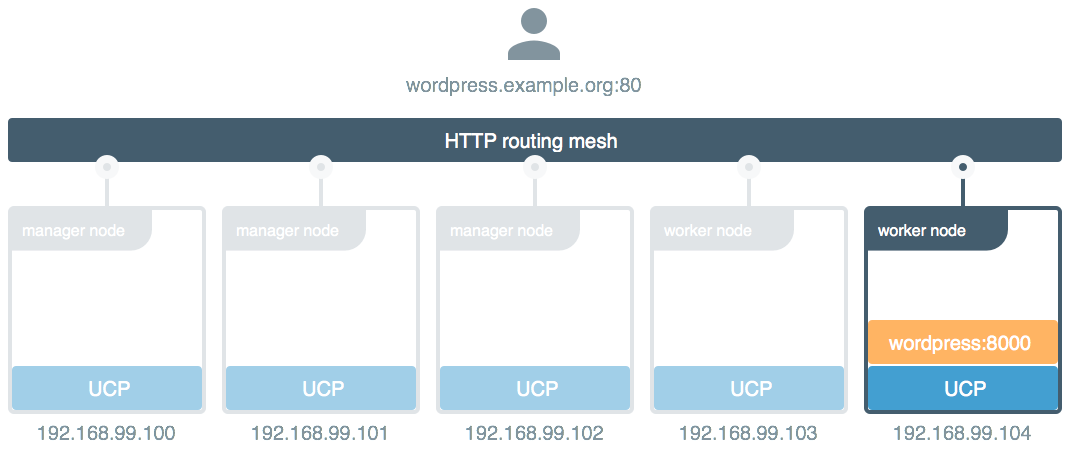 wordpress.example.org:80
HTTP routing mesh
manager node
manager node
manager node
worker node
worker node
wordpress:8000
UCP
UCP
UCP
UCP
UCP
192.168.99.100
192.168.99.101
192.168.99.102
192.168.99.103
192.168.99.104